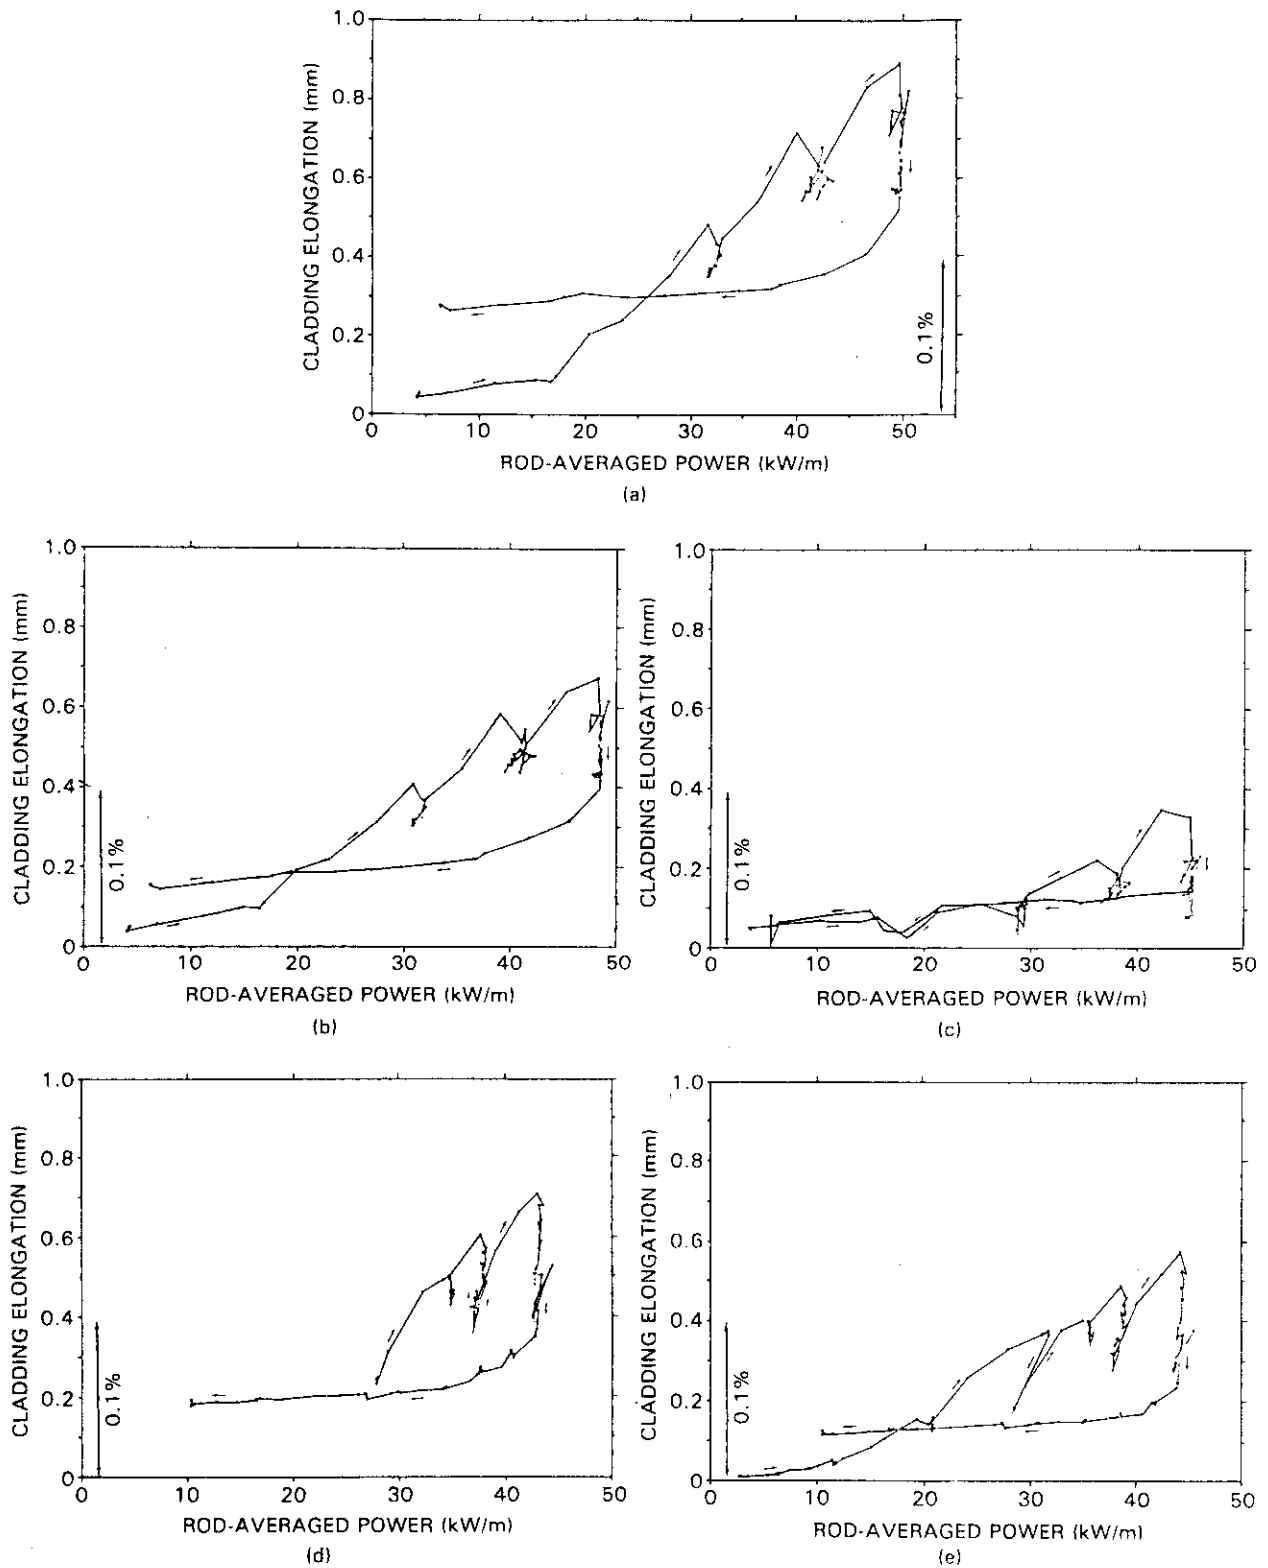 1.0
0.8
0.6
0.4
0.2
0
CLADDING ELONGATION (mm)
0.1%
0 10 20 30 40 50
ROD-AVERAGED POWER (kW/m)
(a)
1.0
0.8
0.6
0.4
0.2
0
CLADDING ELONGATION (mm)
0.1%
0 10 20 30 40 50
ROD-AVERAGED POWER (kW/m)
(b)
1.0
0.8
0.6
0.4
0.2
0
CLADDING ELONGATION (mm)
0.1%
0 10 20 30 40 50
ROD-AVERAGED POWER (kW/m)
(c)
1.0
0.8
0.6
0.4
0.2
0
CLADDING ELONGATION (mm)
0.1%
0 10 20 30 40 50
ROD-AVERAGED POWER (kW/m)
(d)
1.0
0.8
0.6
0.4
0.2
0
CLADDING ELONGATION (mm)
0.1%
0 10 20 30 40 50
ROD-AVERAGED POWER (kW/m)
(e)